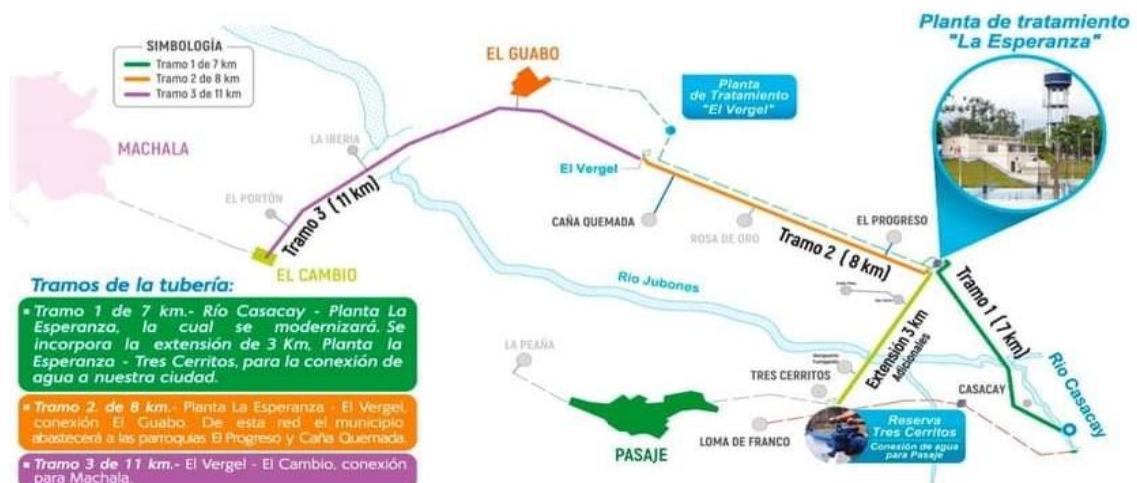 Planta de tratamiento
"La Esperanza"
SIMBOLOGÍA
Tramo 1 de 7 km
Tramo 2 de 8 km
Tramo 3 de 11 km
EL GUABO
Planta
de Tratamiento
"El Vergel"
MACHALA
LA IBERIA
El Vergel
EL PORTÓN
Tramo 3 (11 km)
CAÑA QUEMADA
ROSA DE ORO
EL PROGRESO
Tramo 2 (8 km)
EL CAMBIO
Río Jubones
Tramo 1 (7 km)
Tramos de la tubería:
Tramo 1 de 7 km.- Río Casacay - Planta La
Esperanza, la cual se modernizará. Se
incorpora la extensión de 3 Km, Planta la
Esperanza - Tres Cerritos, para la conexión de
agua a nuestra ciudad.
Tramo 2. de 8 km.- Planta La Esperanza - El Vergel,
conexión El Guabo. De esta red el municipio
abastecerá a las parroquias El Progreso y Caña Quemada.
Tramo 3 de 11 km.- El Vergel - El Cambio, conexión
para Machala.
LA PEAÑA
Extensión 3 km
Adicionales
TRES CERRITOS
CASACAY
Río Casacay
PASAJE
LOMA DE FRANCO
Reserva
Tres Cerritos
Conexión de agua
para Pasaje